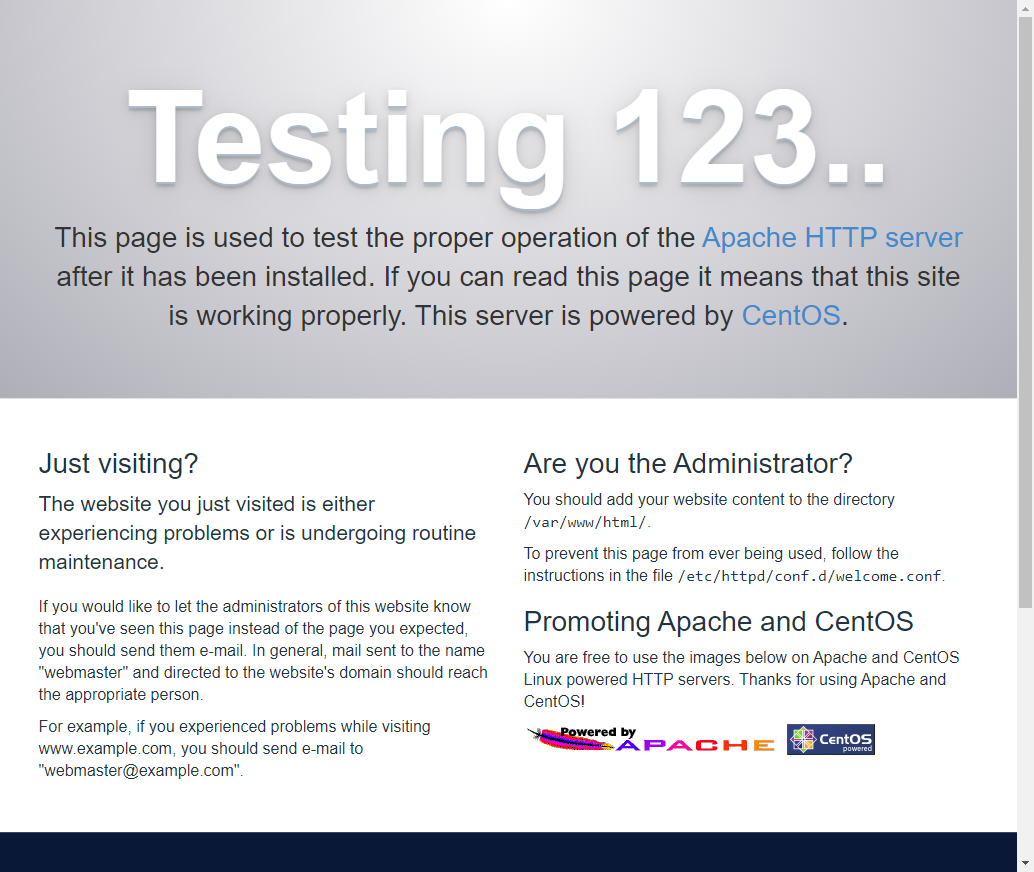 Testing 123..
This page is used to test the proper operation of the Apache HTTP server
after it has been installed. If you can read this page it means that this site
is working properly. This server is powered by CentOS.
Just visiting?
The website you just visited is either
experiencing problems or is undergoing routine
maintenance.
If you would like to let the administrators of this website know
that you've seen this page instead of the page you expected,
you should send them e-mail. In general, mail sent to the name
"webmaster" and directed to the website's domain should reach
the appropriate person.
For example, if you experienced problems while visiting
www.example.com, you should send e-mail to
"webmaster@example.com".
Are you the Administrator?
You should add your website content to the directory
/var/www/html/.
To prevent this page from ever being used, follow the
instructions in the file /etc/httpd/conf.d/welcome.conf.
Promoting Apache and CentOS
You are free to use the images below on Apache and CentOS
Linux powered HTTP servers. Thanks for using Apache and
CentOS!
Powered by
APACHE
CentOS
powered